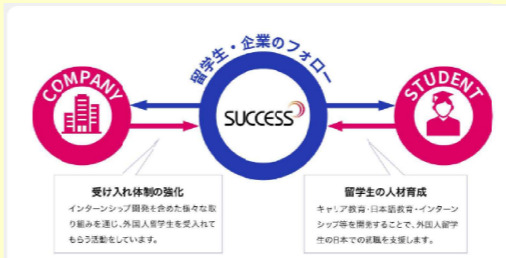 留学生・企業のフォロー
COMPANY
SUCCESS
STUDENT
受け入れ体制の強化
インターンシップ開発を含めた様々な取
り組みを通じ、外国人留学生を受入れて
もらう活動をしています。
留学生の人材育成
キャリア教育・日本語教育・インターン
シップ等を開発することで、外国人留学
生の日本での就職を支援します。